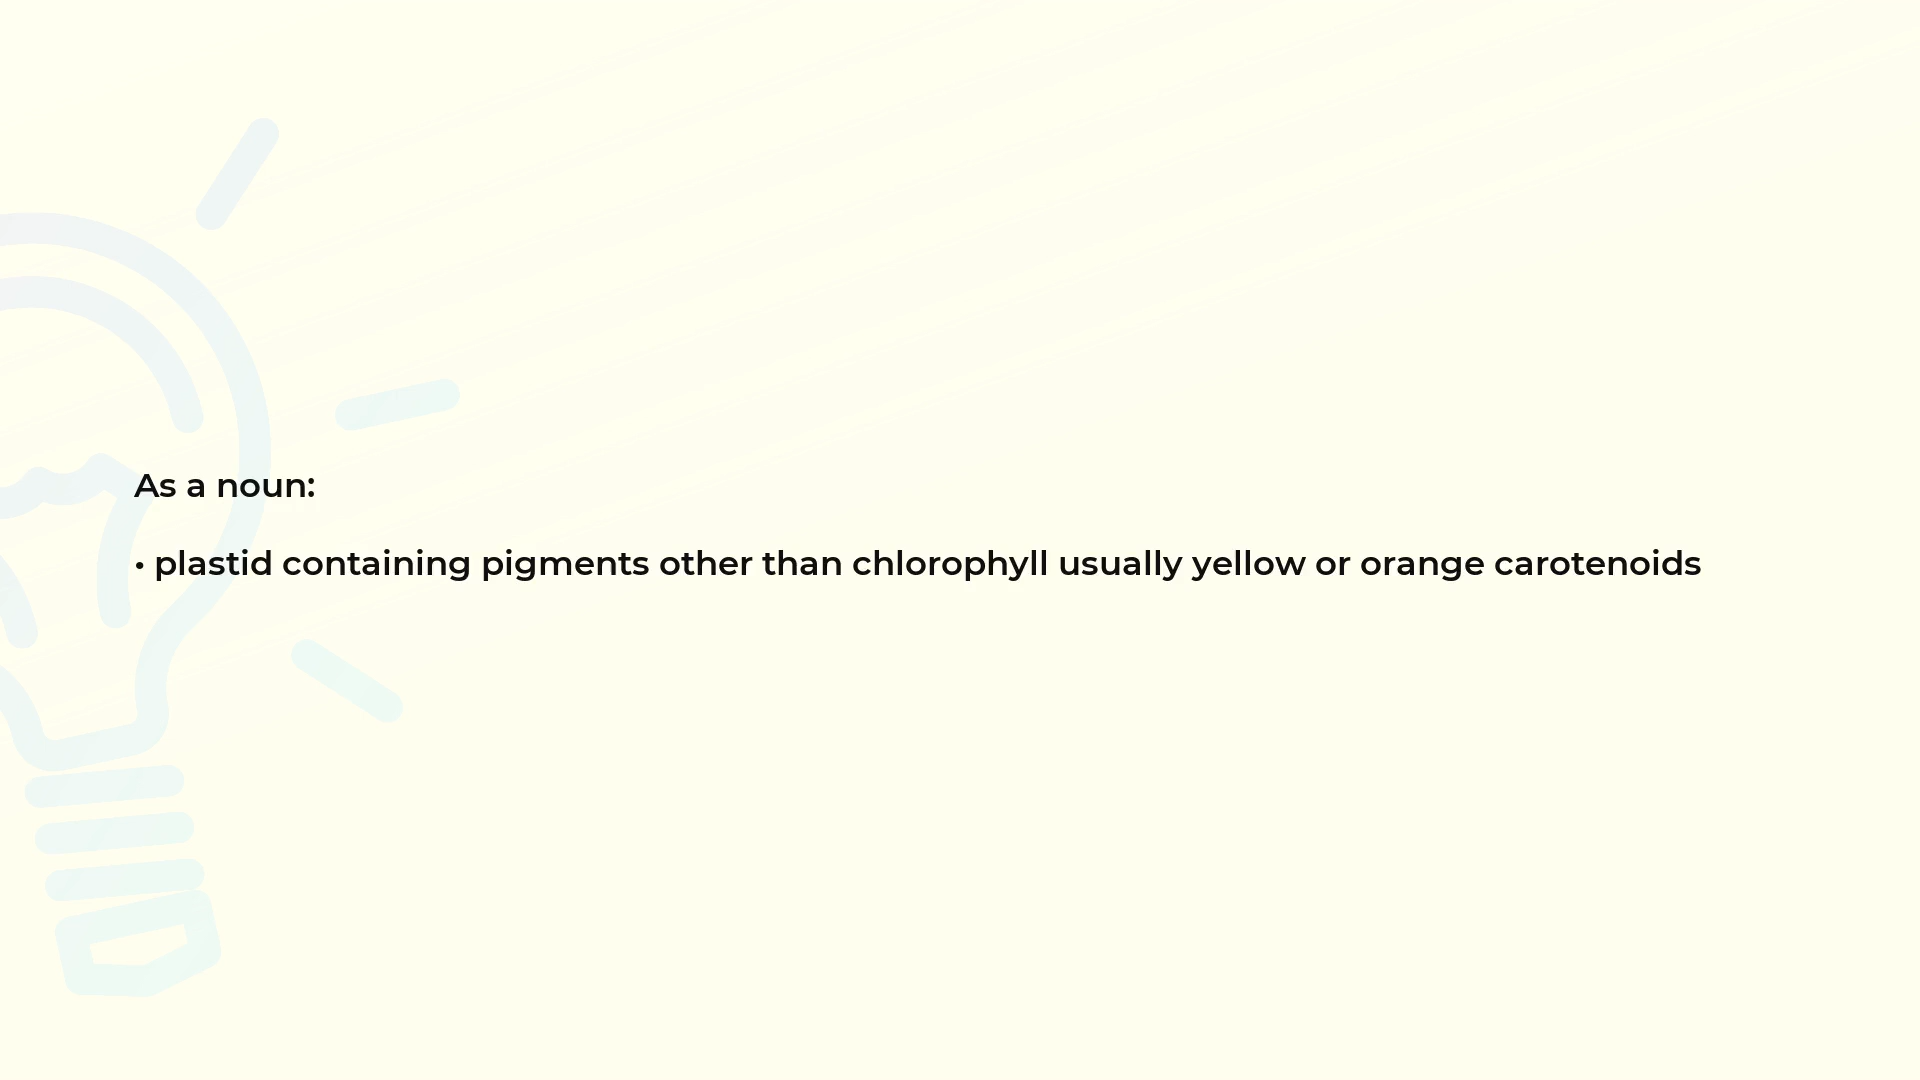 As a noun:
• plastid containing pigments other than chlorophyll usually yellow or orange carotenoids